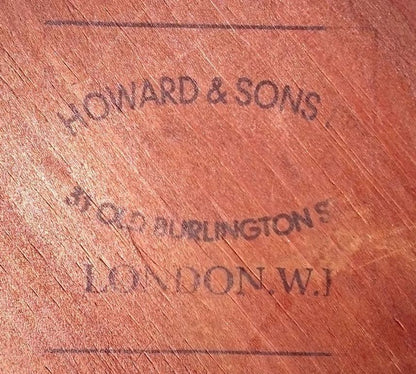 HOWARD & SONS
31 OLD BURLINGTON S
LONDON. W.1